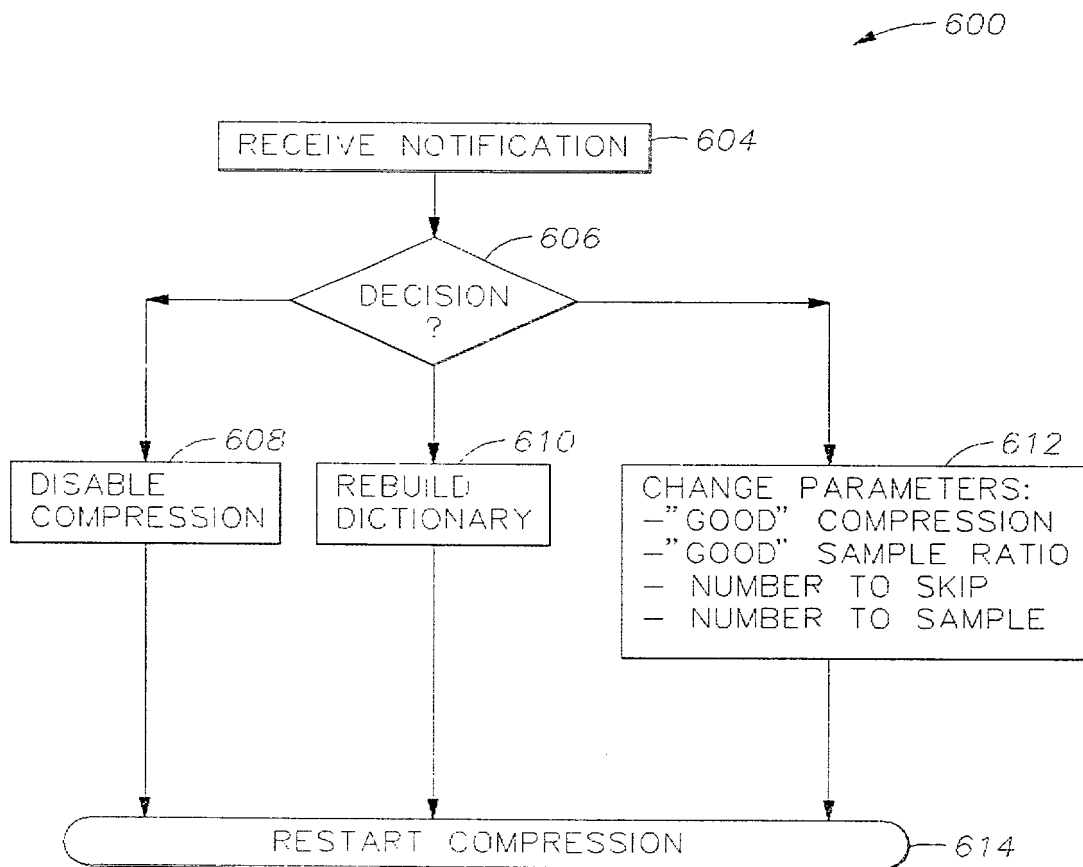 600
RECEIVE NOTIFICATION
604
606
DECISION
?
608
DISABLE
COMPRESSION
610
REBUILD
DICTIONARY
612
CHANGE PARAMETERS:
–"GOOD" COMPRESSION
–"GOOD" SAMPLE RATIO
– NUMBER TO SKIP
– NUMBER TO SAMPLE
RESTART COMPRESSION
614